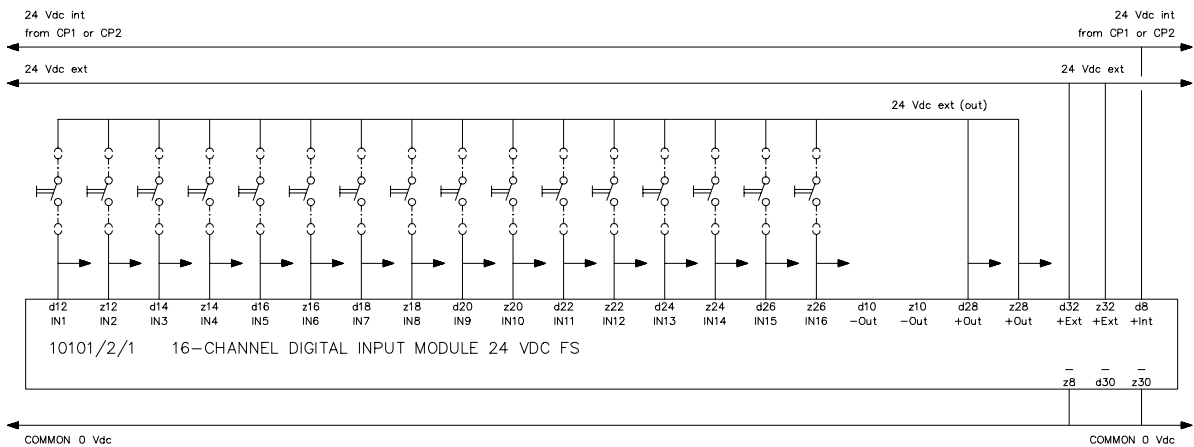 24 Vdc int 24 Vdc int
from CP1 or CP2 from CP1 or CP2
24 Vdc ext 24 Vdc ext
24 Vdc ext (out)
d12 z12 d14 z14 d16 z16 d18 z18 d20 z20 d22 z22 d24 z24 d26 z26 d10 z10 d28 z28 d32 z32 d8
IN1 IN2 IN3 IN4 IN5 IN6 IN7 IN8 IN9 IN10 IN11 IN12 IN13 IN14 IN15 IN16 −Out −Out +Out +Out +Ext +Ext +Int
10101/2/1 16−CHANNEL DIGITAL INPUT MODULE 24 VDC FS
− − −
z8 d30 z30
COMMON 0 Vdc COMMON 0 Vdc